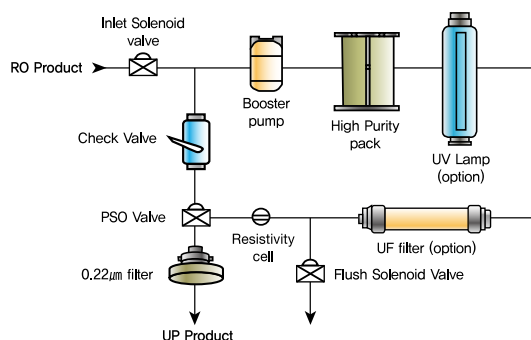 Inlet Solenoid
valve
RO Product
Booster
pump
High Purity
pack
UV Lamp
(option)
Check Valve
PSO Valve
Resistivity
cell
UF filter (option)
0.22㎛ filter
Flush Solenoid Valve
UP Product